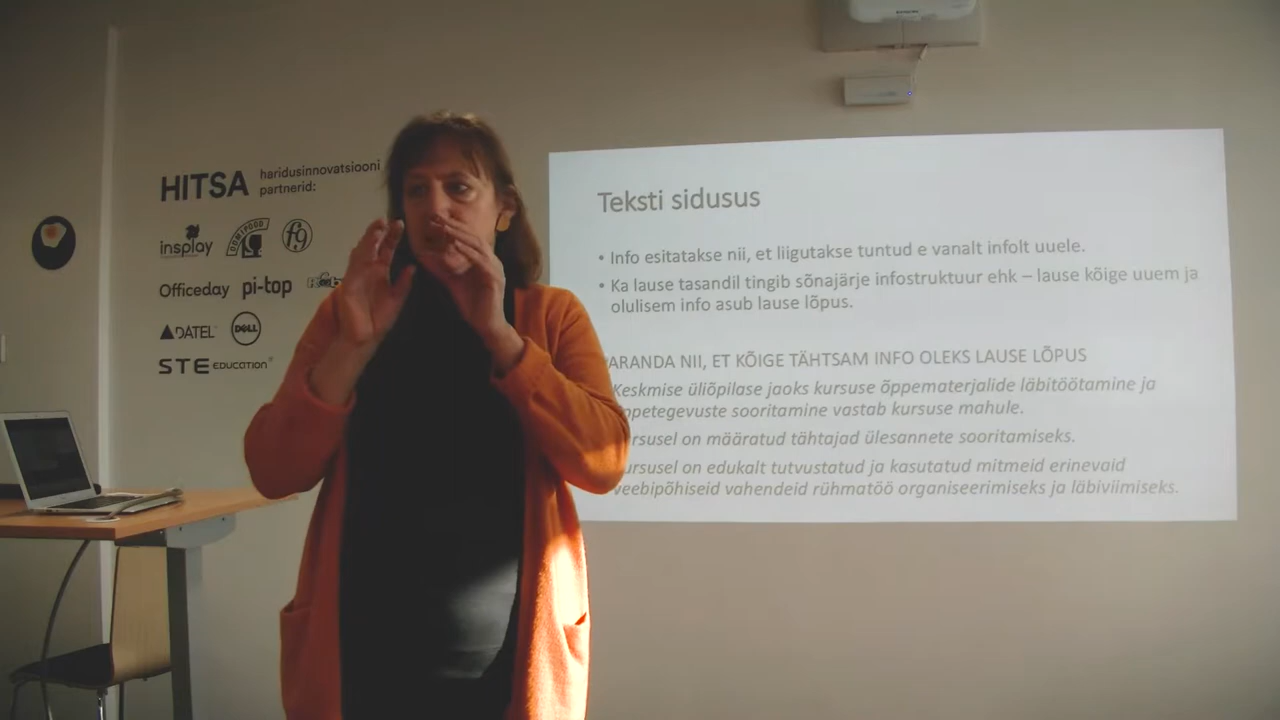 HITSA haridusinnovatsiooni
partnerid:
insplay
OOMIPOOD
f9
Officeday pi-top
DATEL DELL
STE EDUCATION
Teksti sidusus
• Info esitatakse nii, et liigutakse tuntud e vanalt infolt uuele.
• Ka lause tasandil tingib sõnajärje infostruktuur ehk – lause kõige uuem ja
olulisem info asub lause lõpus.
ARANDA NII, ET KÕIGE TÄHTSAM INFO OLEKS LAUSE LÕPUS
Keskmise üliõpilase jaoks kursuse õppematerjalide läbitöötamine ja
ppetegevuste sooritamine vastab kursuse mahule.
ursusel on määratud tähtajad ülesannete sooritamiseks.
ursusel on edukalt tutvustatud ja kasutatud mitmeid erinevaid
veebipõhiseid vahendeid rühmatöö organiseerimiseks ja läbiviimiseks.